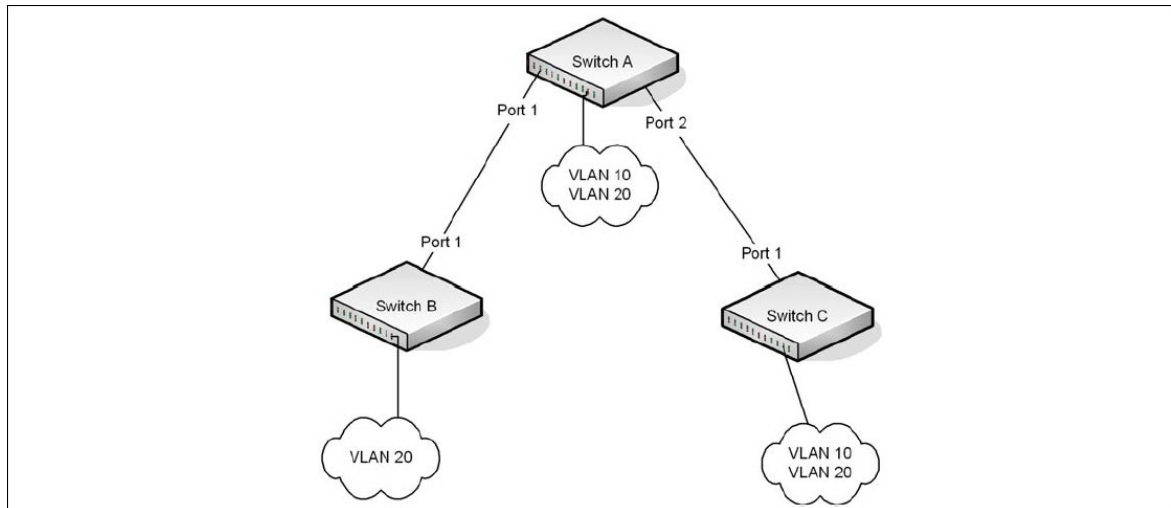 Switch A
Port 1
Port 2
VLAN 10
VLAN 20
Port 1
Port 1
Switch B
Switch C
VLAN 20
VLAN 10
VLAN 20